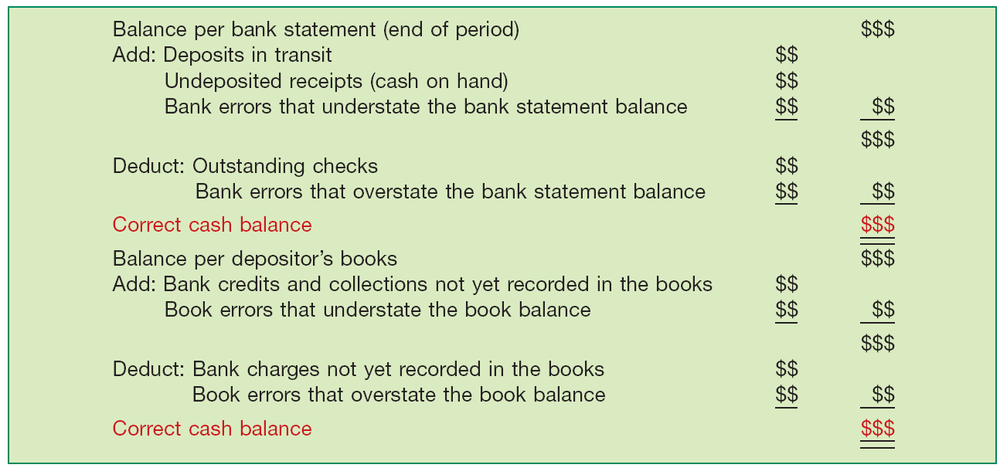 Balance per bank statement (end of period) $$$
Add: Deposits in transit $$
Undeposited receipts (cash on hand) $$
Bank errors that understate the bank statement balance $$ $$
$$$
Deduct: Outstanding checks $$
Bank errors that overstate the bank statement balance $$ $$
Correct cash balance $$$
Balance per depositor’s books $$$
Add: Bank credits and collections not yet recorded in the books $$
Book errors that understate the book balance $$ $$
$$$
Deduct: Bank charges not yet recorded in the books $$
Book errors that overstate the book balance $$ $$
Correct cash balance $$$